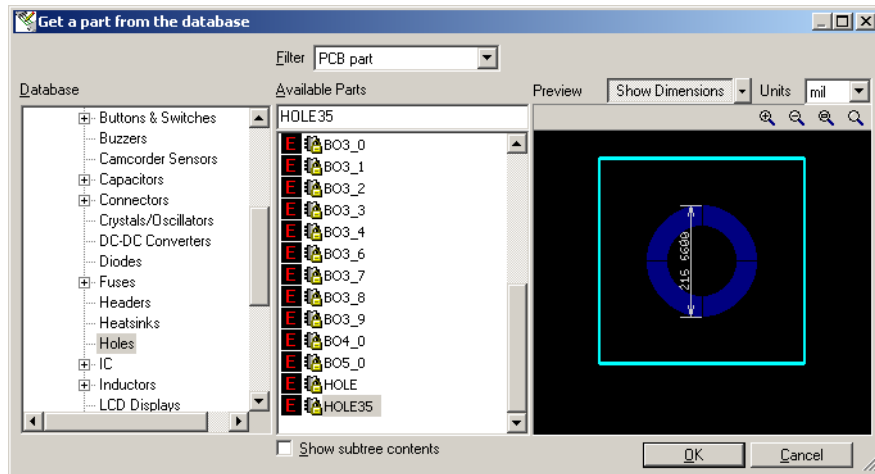 Get a part from the database
Filter PCB part
Database
Available Parts
Preview Show Dimensions Units mil
HOLE35
Buttons & Switches
Buzzers
Camcorder Sensors
Capacitors
Connectors
Crystals/Oscillators
DC-DC Converters
Diodes
Fuses
Headers
Heatsinks
Holes
IC
Inductors
LCD Displays
E BO3_0
E BO3_1
E BO3_2
E BO3_3
E BO3_4
E BO3_6
E BO3_7
E BO3_8
E BO3_9
E BO4_0
E BO5_0
E HOLE
E HOLE35
Show subtree contents
OK
Cancel